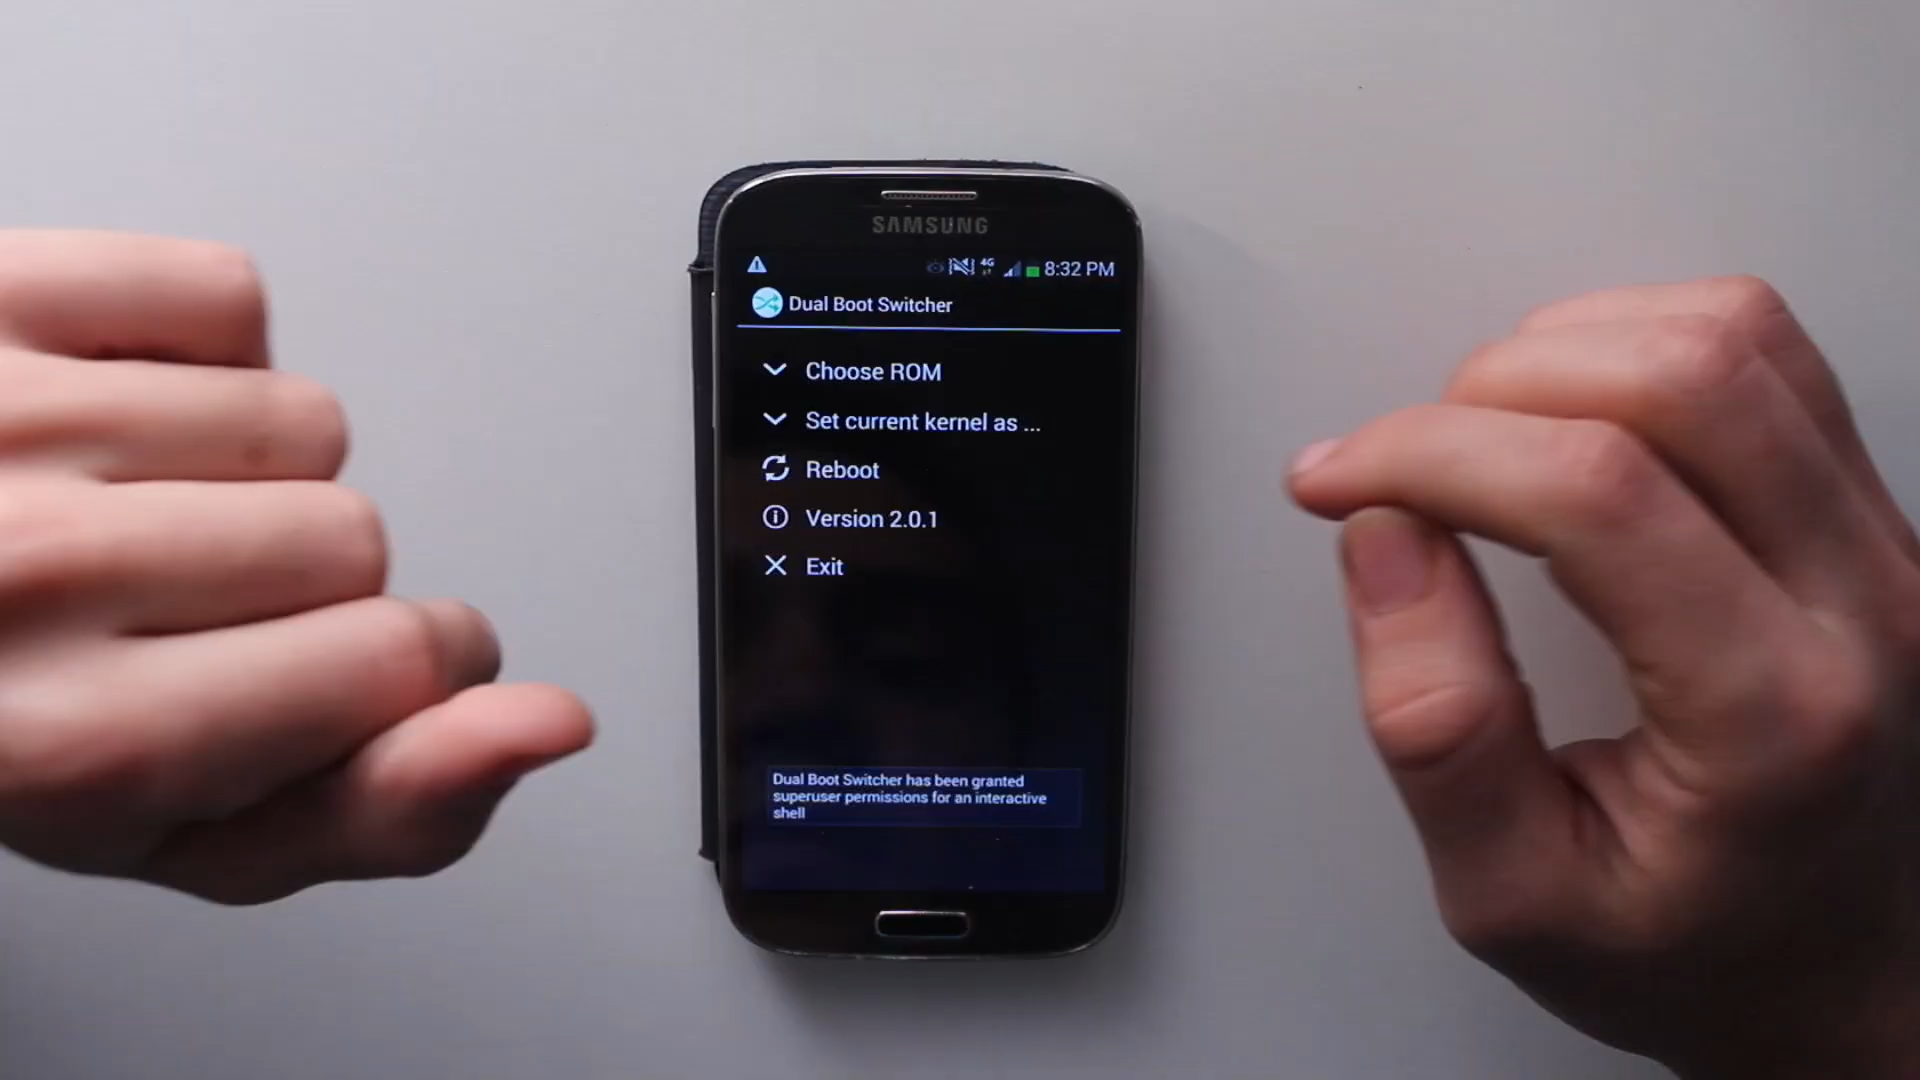 SAMSUNG
4G 8:32 PM
Dual Boot Switcher
Choose ROM
Set current kernel as ...
Reboot
Version 2.0.1
Exit
Dual Boot Switcher has been granted
superuser permissions for an interactive
shell